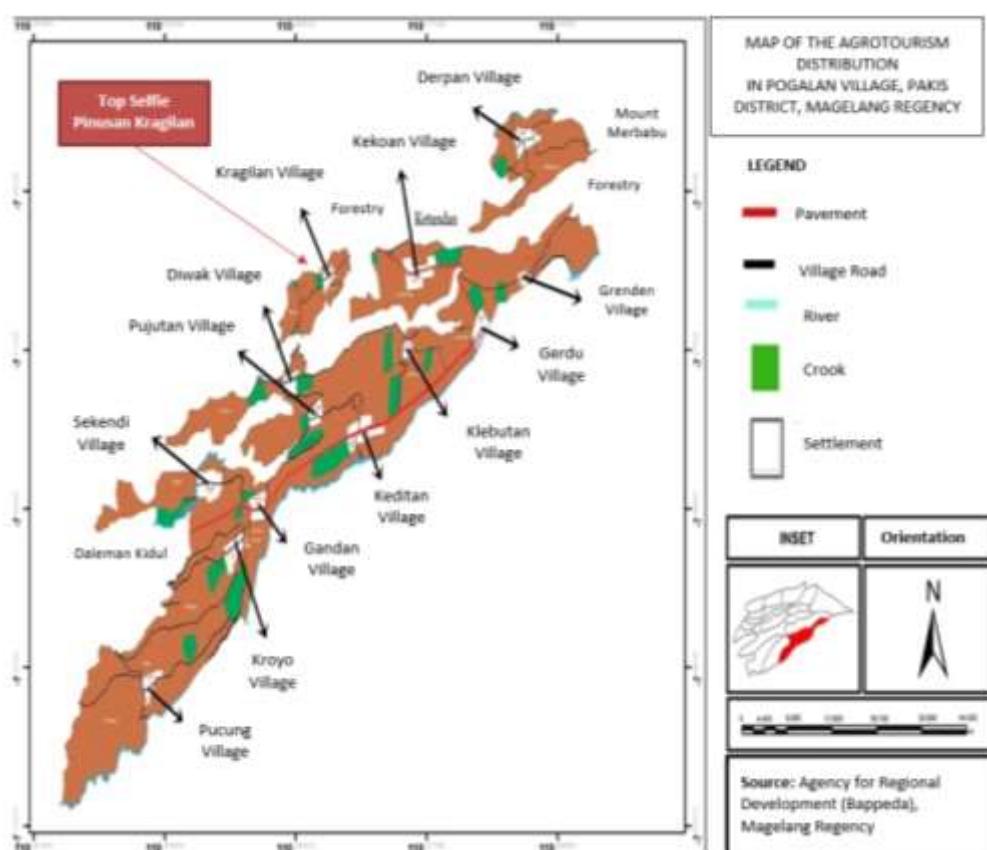 MAP OF THE AGROTOURISM
DISTRIBUTION
IN POGALAN VILLAGE, PAKIS
DISTRICT, MAGELANG REGENCY
Derpan Village
Top Selfie
Pinusan Kragilan
Mount
Merbabu
Kekoan Village
Kragilan Village
Forestry
Forestry
Diwak Village
Grenden
Village
Pujutan Village
Gerdu
Village
Sekendi
Village
Klebutan
Village
Keditan
Village
Daleman Kidul
Gandan
Village
Kroyo
Village
Pucung
Village
LEGEND
Pavement
Village Road
River
Crook
Settlement
INSET
Orientation
N
Source: Agency for Regional
Development (Bappeda),
Magelang Regency